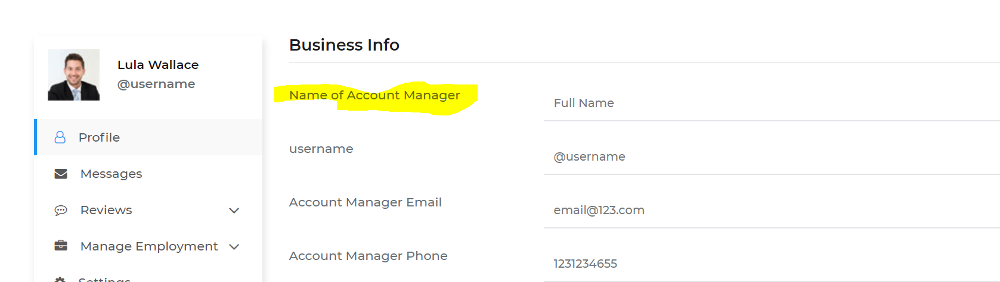 Lula Wallace
@username
Profile
Messages
Reviews
Manage Employment
Settings
Business Info
Name of Account Manager
Full Name
username
@username
Account Manager Email
email@123.com
Account Manager Phone
1231234655